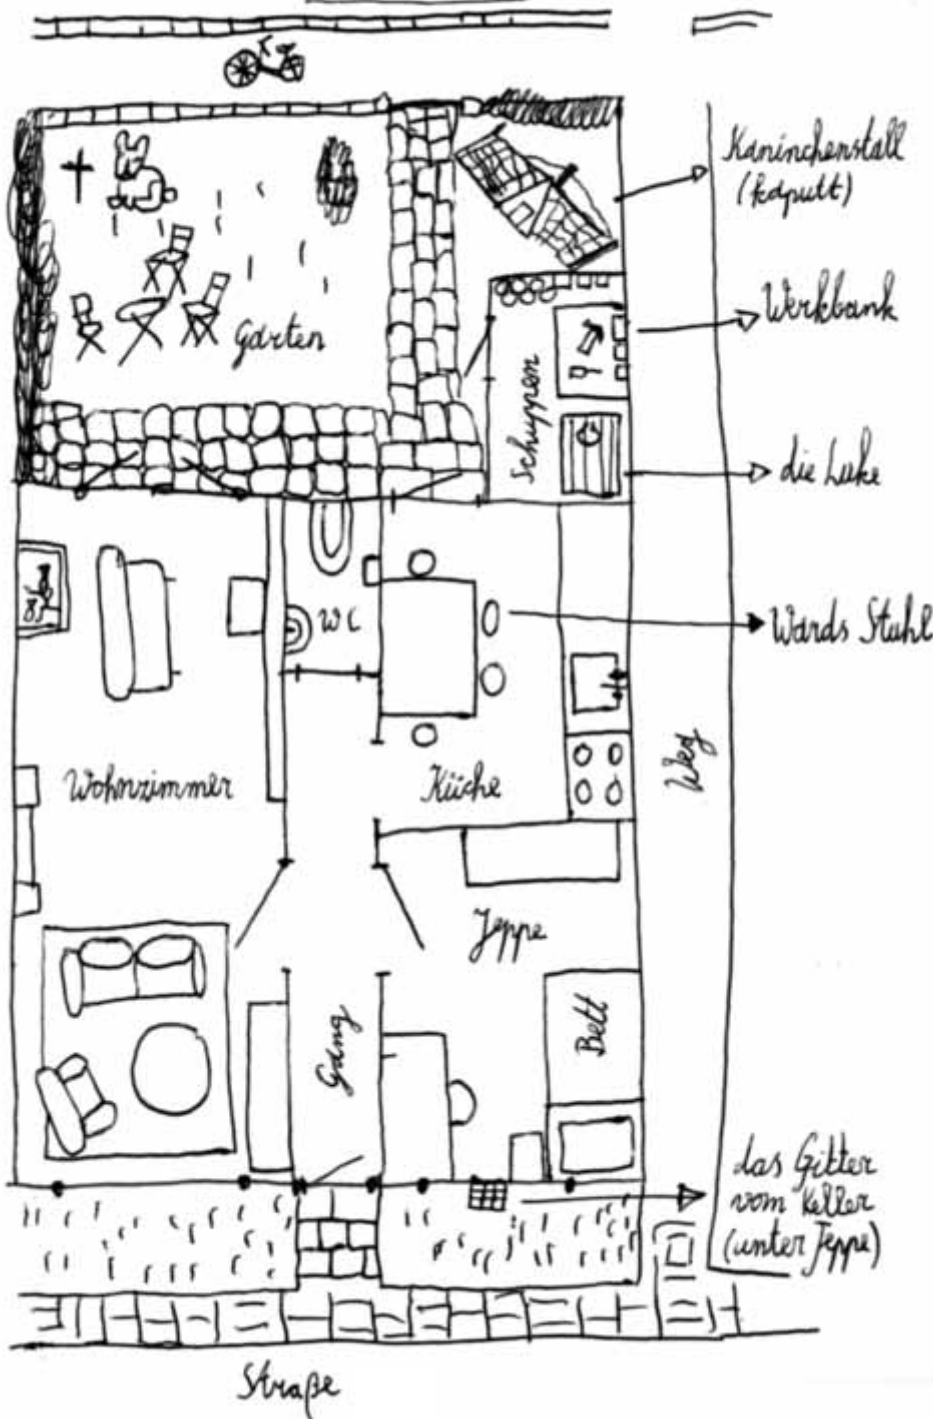 Kaninchenstall
(kaputt)
Werkbank
Garten
Schuppen
die Luke
WC
Wards Stuhl
Weg
Wohnzimmer
Küche
Jeppe
Gang
Bett
das Gitter
vom Keller
(unter Jeppe)
Straße